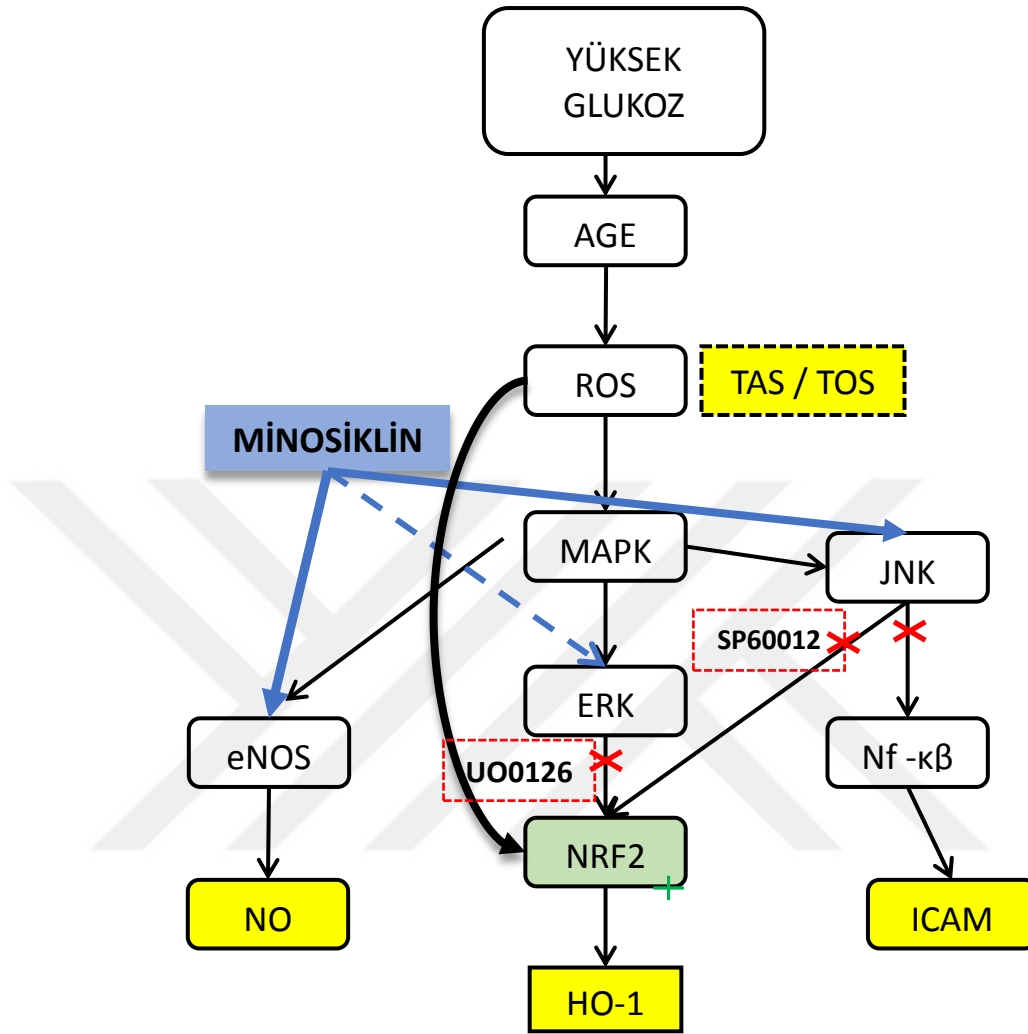 YÜKSEK
GLUKOZ
AGE
ROS
TAS / TOS
MİNOSİKLİN
MAPK
JNK
SP60012
ERK
eNOS
UO0126
Nf -κβ
NRF2
NO
ICAM
HO-1